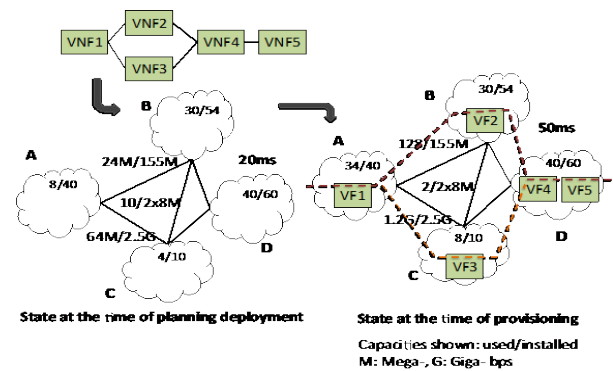 VNF1
VNF2
VNF3
VNF4
VNF5
B
30/54
A
8/40
24M/155M
20ms
10/2x8M
40/60
64M/2.5G
4/10
D
C
State at the time of planning deployment
B
30/54
VF2
A
50ms
34/40
128/155M
40/60
VF1
2/2x8M
VF4
VF5
1.2G/2.5G
8/10
D
VF3
C
State at the time of provisioning
Capacities shown: used/installed
M: Mega-, G: Giga- bps